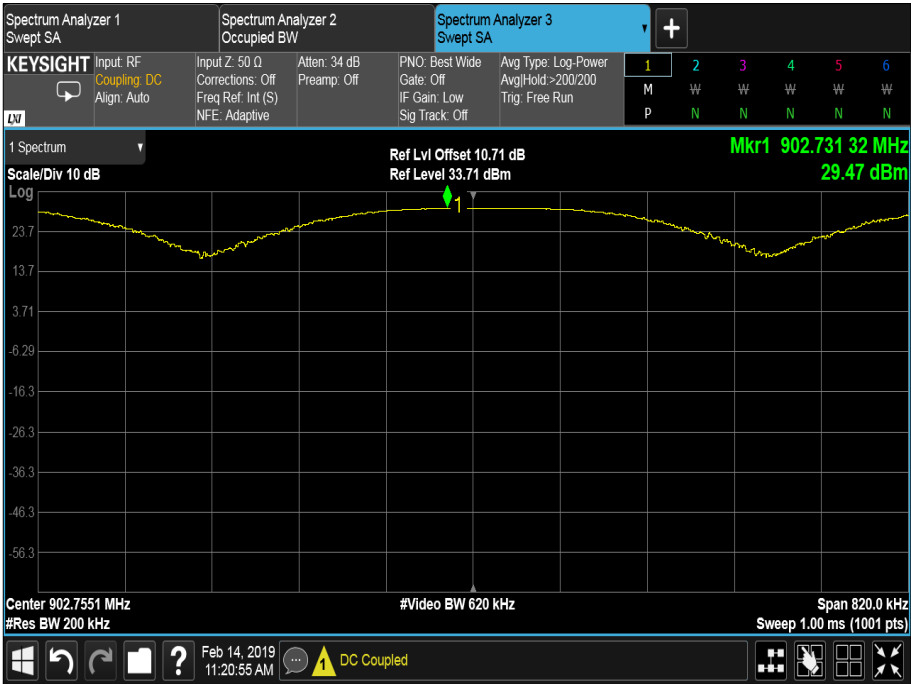 Spectrum Analyzer 1
Swept SA
Spectrum Analyzer 2
Occupied BW
Spectrum Analyzer 3
Swept SA
KEYSIGHT
LXI
Input: RF
Coupling: DC
Align: Auto
Input Z: 50 Ω
Corrections: Off
Freq Ref: Int (S)
NFE: Adaptive
Atten: 34 dB
Preamp: Off
PNO: Best Wide
Gate: Off
IF Gain: Low
Sig Track: Off
Avg Type: Log-Power
Avg|Hold:>200/200
Trig: Free Run
1 2 3 4 5 6
M W W W W W
P N N N N N
1 Spectrum
Scale/Div 10 dB
Ref Lvl Offset 10.71 dB
Ref Level 33.71 dBm
Mkr1 902.731 32 MHz
29.47 dBm
Log
1
23.7
13.7
3.71
-6.29
-16.3
-26.3
-36.3
-46.3
-56.3
Center 902.7551 MHz
#Video BW 620 kHz
Span 820.0 kHz
#Res BW 200 kHz
Sweep 1.00 ms (1001 pts)
?
Feb 14, 2019
11:20:55 AM
1
DC Coupled